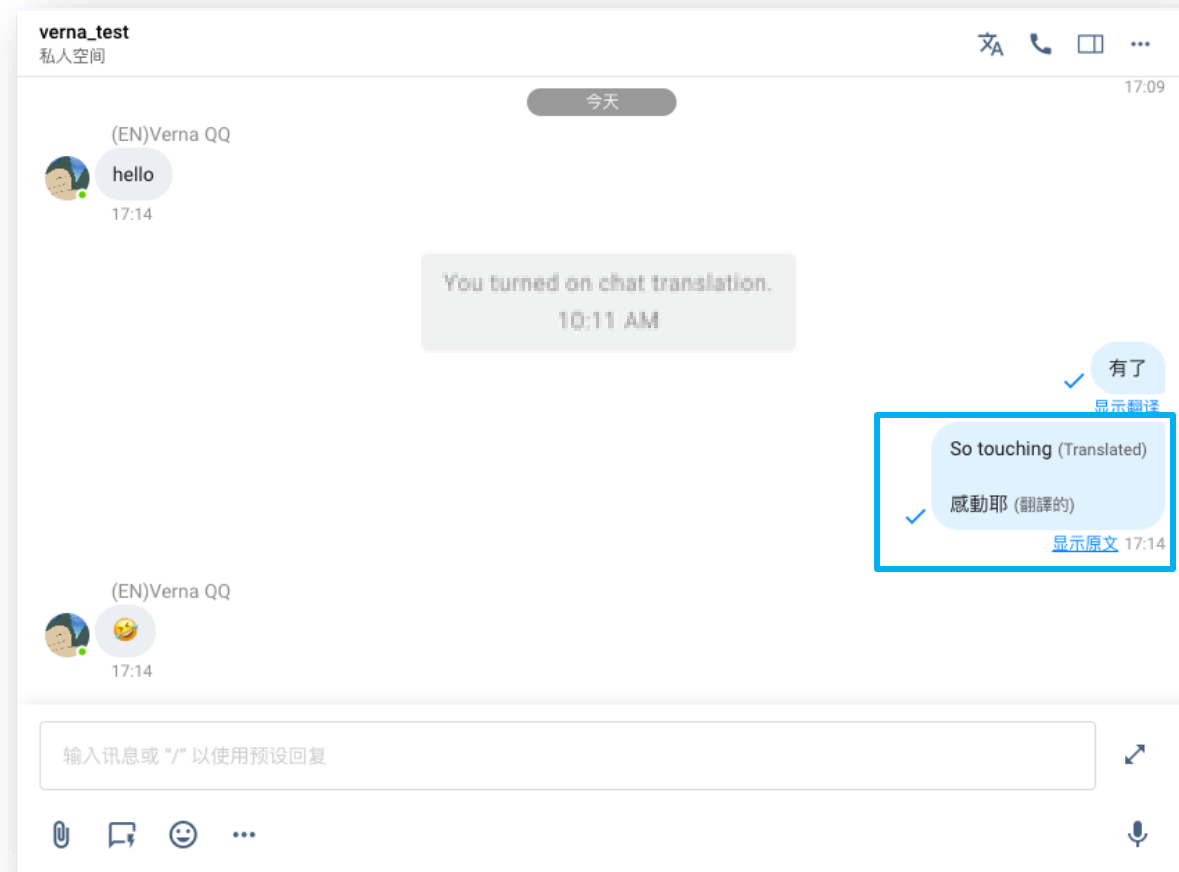 verna_test
私人空间
17:09
今天
(EN)Verna QQ
hello
17:14
You turned on chat translation.
10:11 AM
有了
显示翻译
So touching (Translated)
感動耶 (翻譯的)
显示原文 17:14
(EN)Verna QQ
17:14
输入讯息或 “/” 以使用预设回复